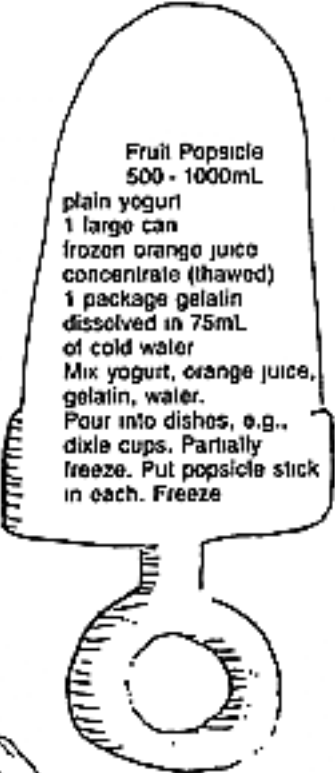 Fruit Popsicle
500 - 1000mL
plain yogurt
1 large can
frozen orange juice
concentrate (thawed)
1 package gelatin
dissolved in 75mL
of cold water
Mix yogurt, orange juice,
gelatin, water.
Pour into dishes, e.g.,
dixie cups. Partially
freeze. Put popsicle stick
in each. Freeze